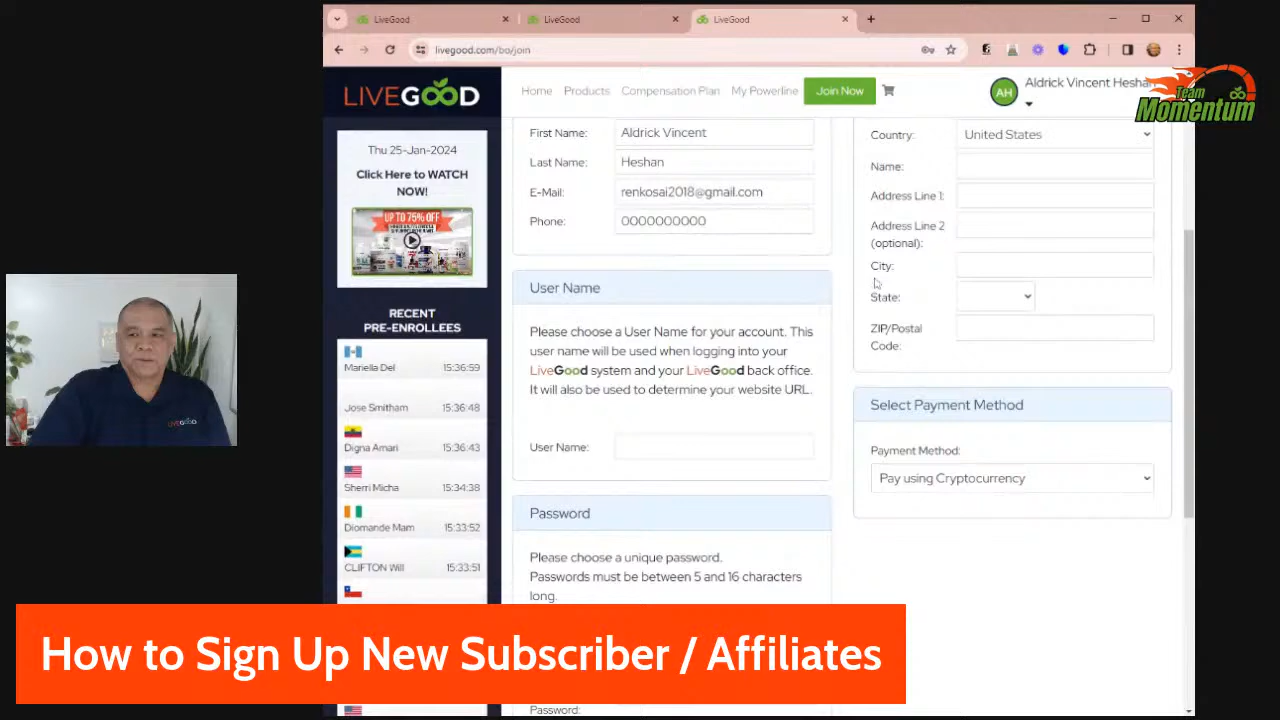 LiveGood
LiveGood
LiveGood
livegood.com/bo/join
LIVEGOOD
Home
Products
Compensation Plan
My Powerline
Join Now
AH
Aldrick Vincent Heshan
Team
Momentum
Thu 25-Jan-2024
Click Here to WATCH
NOW!
UP TO 75% OFF
RECENT
PRE-ENROLLEES
Mariella Del 15:36:59
Jose Smitham 15:36:48
Digna Amari 15:36:43
Sherri Micha 15:34:38
Diomande Mam 15:33:52
CLIFTON Will 15:33:51
First Name: Aldrick Vincent
Last Name: Heshan
E-Mail: renkosai2018@gmail.com
Phone: 0000000000
User Name
Please choose a User Name for your account. This
user name will be used when logging into your
LiveGood system and your LiveGood back office.
It will also be used to determine your website URL.
User Name:
Password
Please choose a unique password.
Passwords must be between 5 and 16 characters
long.
Password:
Country: United States
Name:
Address Line 1:
Address Line 2
(optional):
City:
State:
ZIP/Postal
Code:
Select Payment Method
Payment Method:
Pay using Cryptocurrency
LIVEGOOD
How to Sign Up New Subscriber / Affiliates